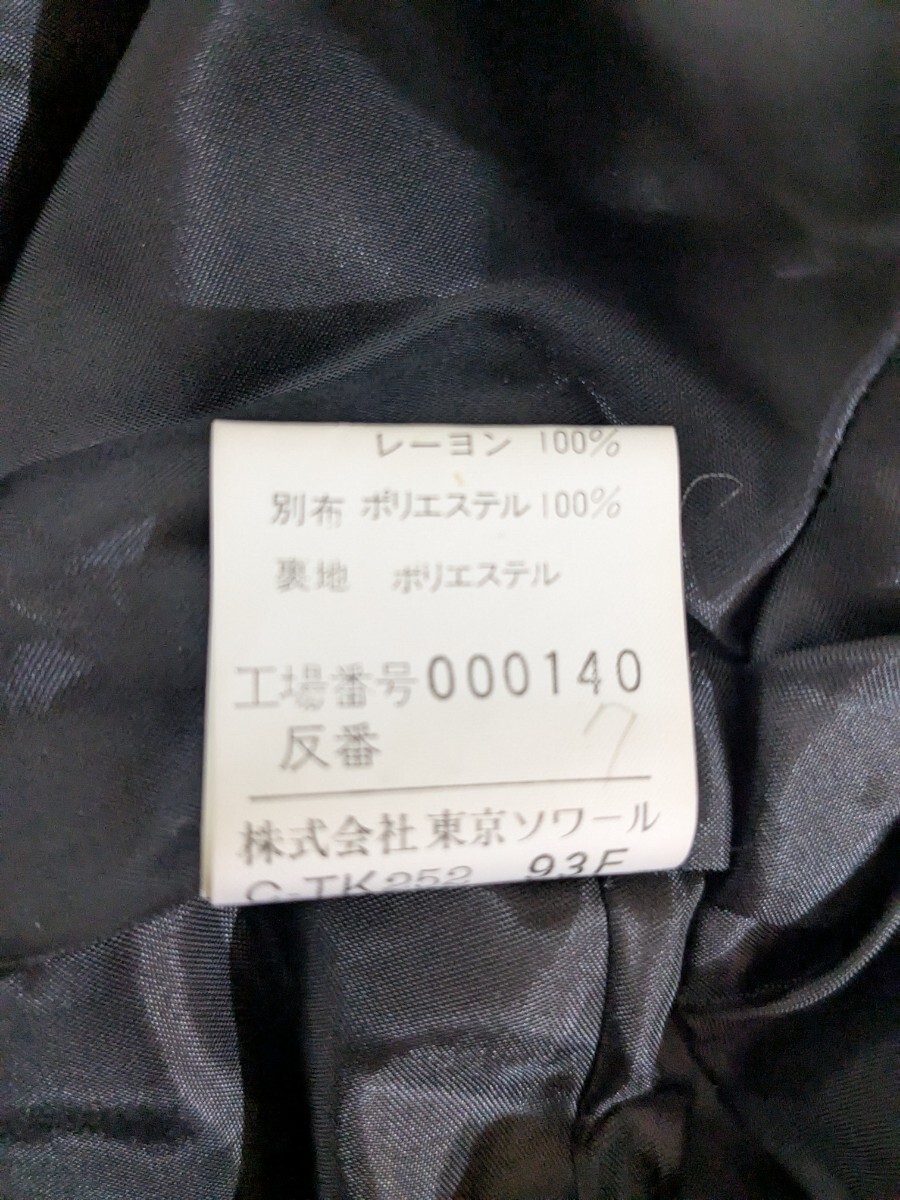 レーヨン 100%
別布 ポリエステル 100%
裏地 ポリエステル
工場番号 000140
反番 7
株式会社 東京ソワール
C-TK252 93F